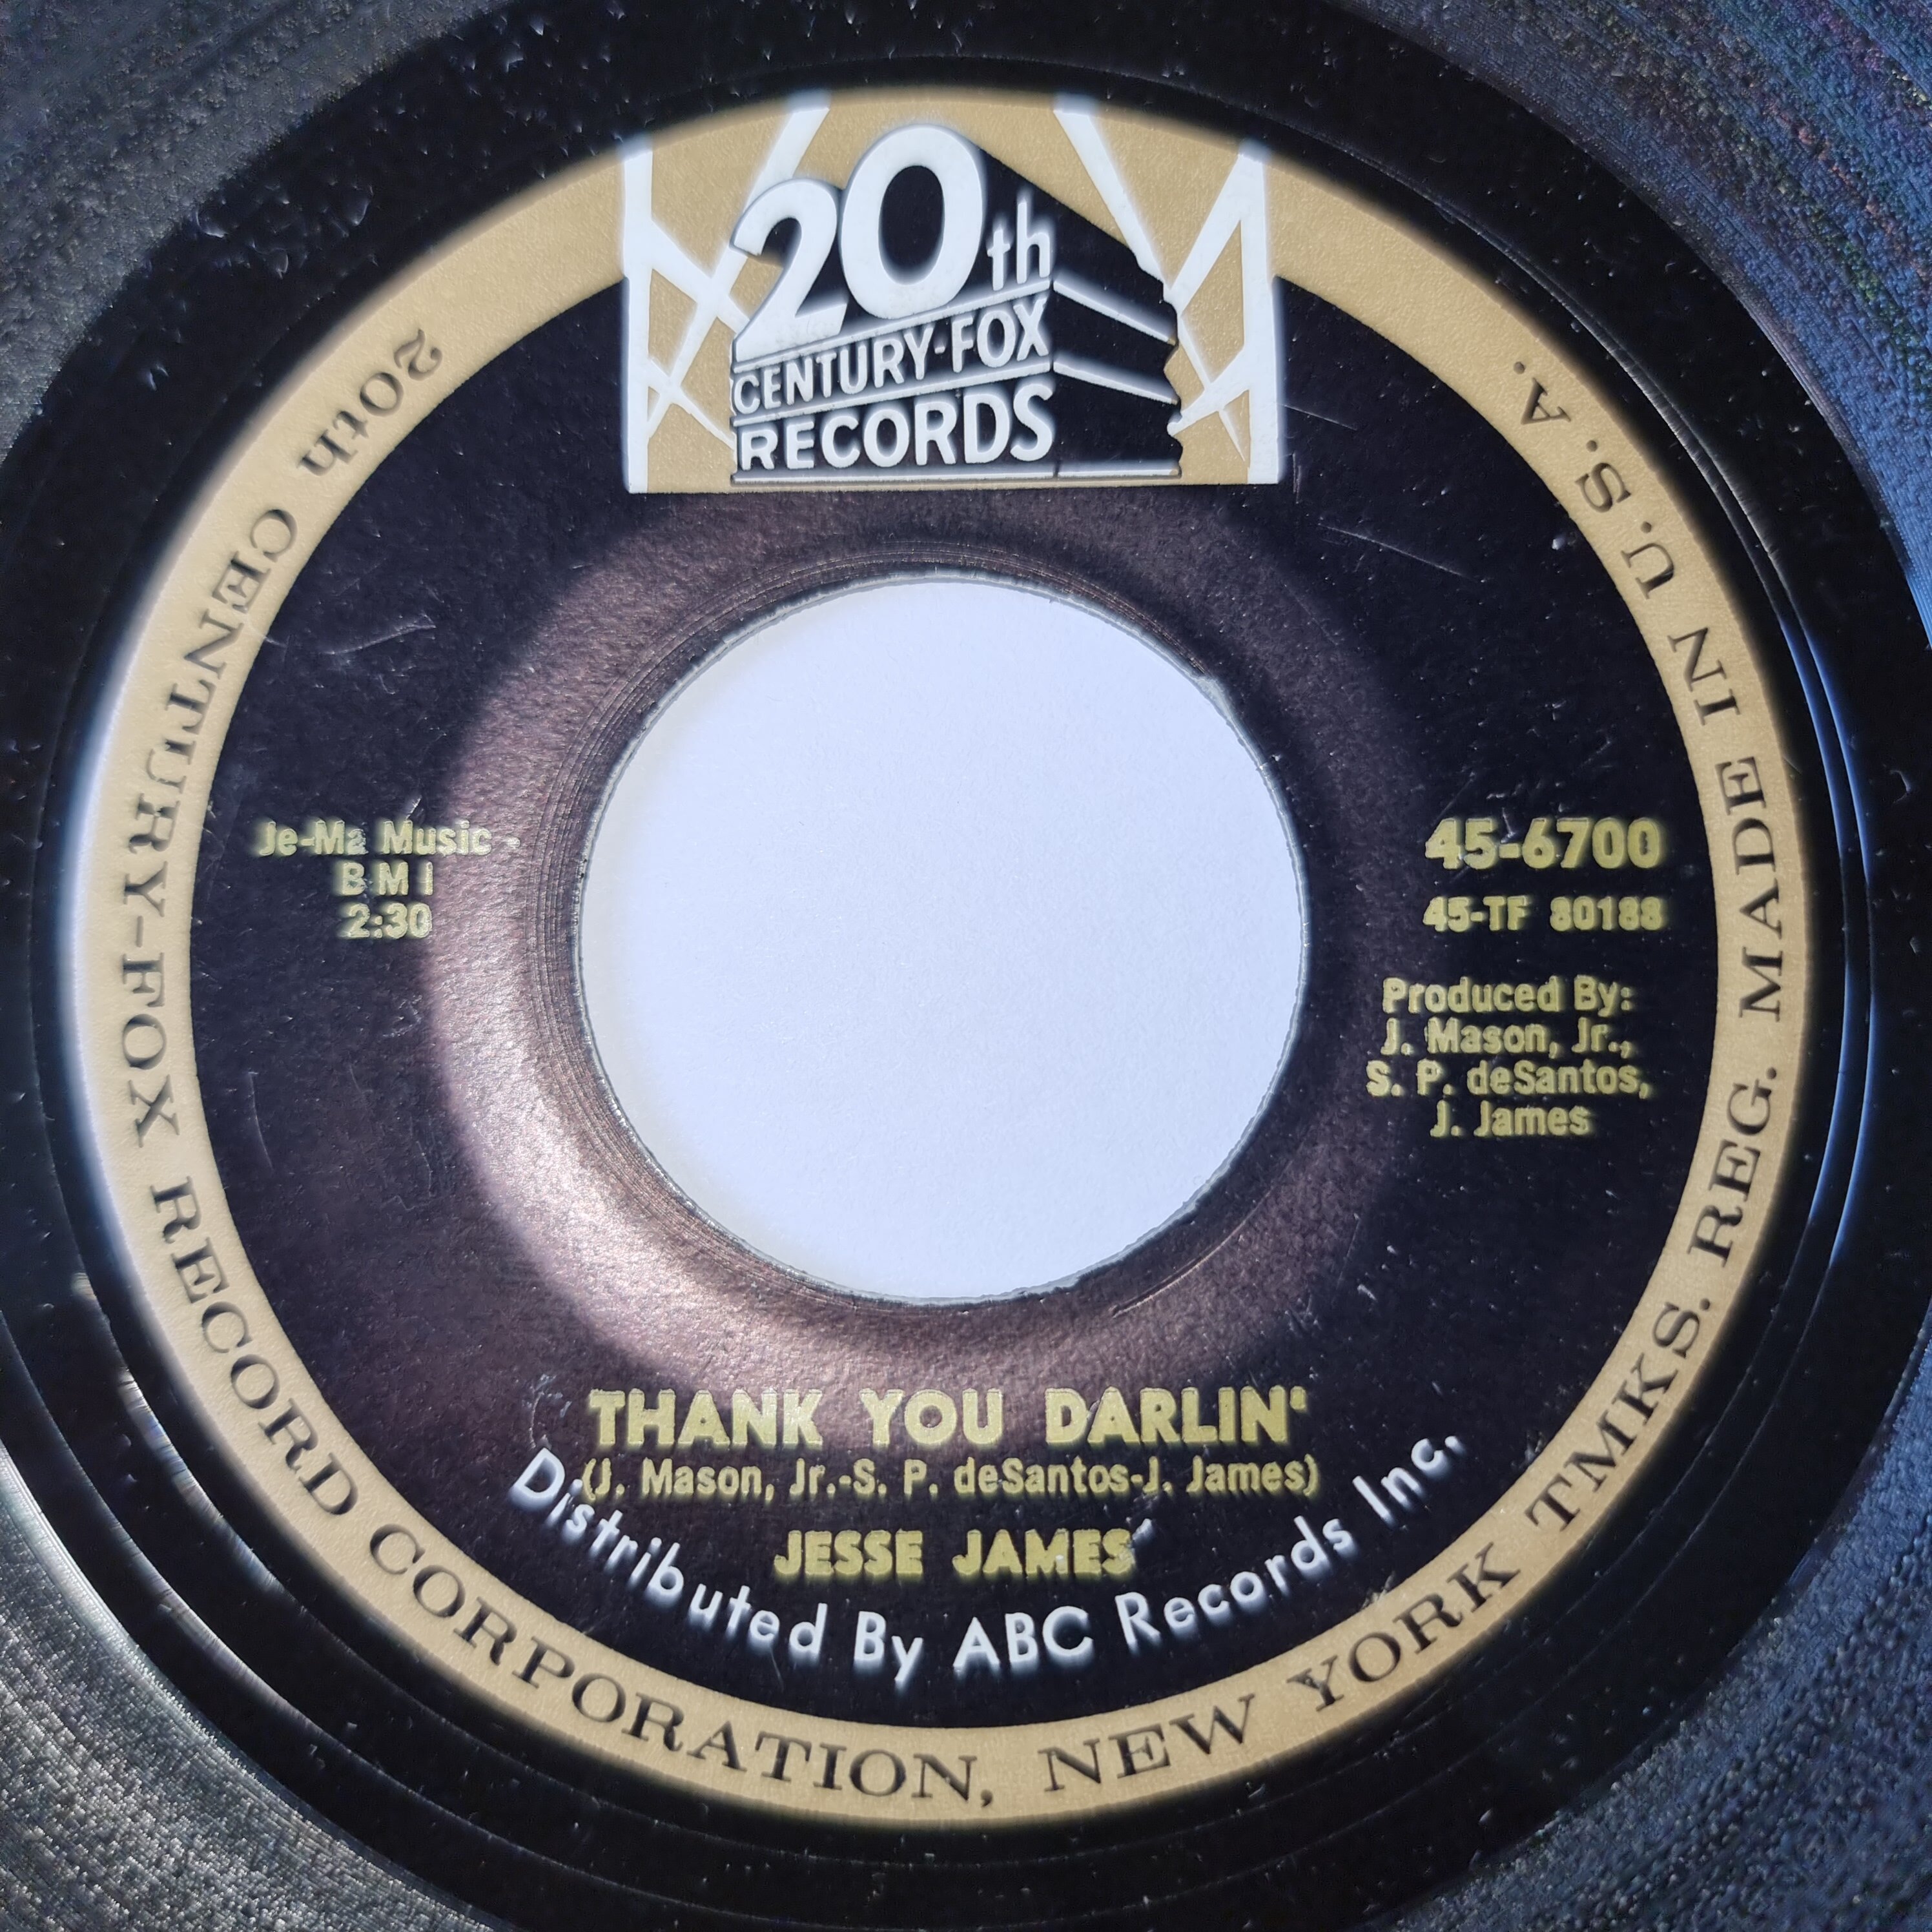 20th
CENTURY-FOX
RECORDS
Je-Ma Music -
B M I
2:30
45-6700
45-TF 80188
Produced By:
J. Mason, Jr.,
S. P. deSantos,
J. James
THANK YOU DARLIN'
(J. Mason, Jr.-S. P. deSantos-J. James)
JESSE JAMES
Distributed By ABC Records Inc.
20th CENTURY-FOX RECORD CORPORATION, NEW YORK TMKS. REG. MADE IN U.S.A.